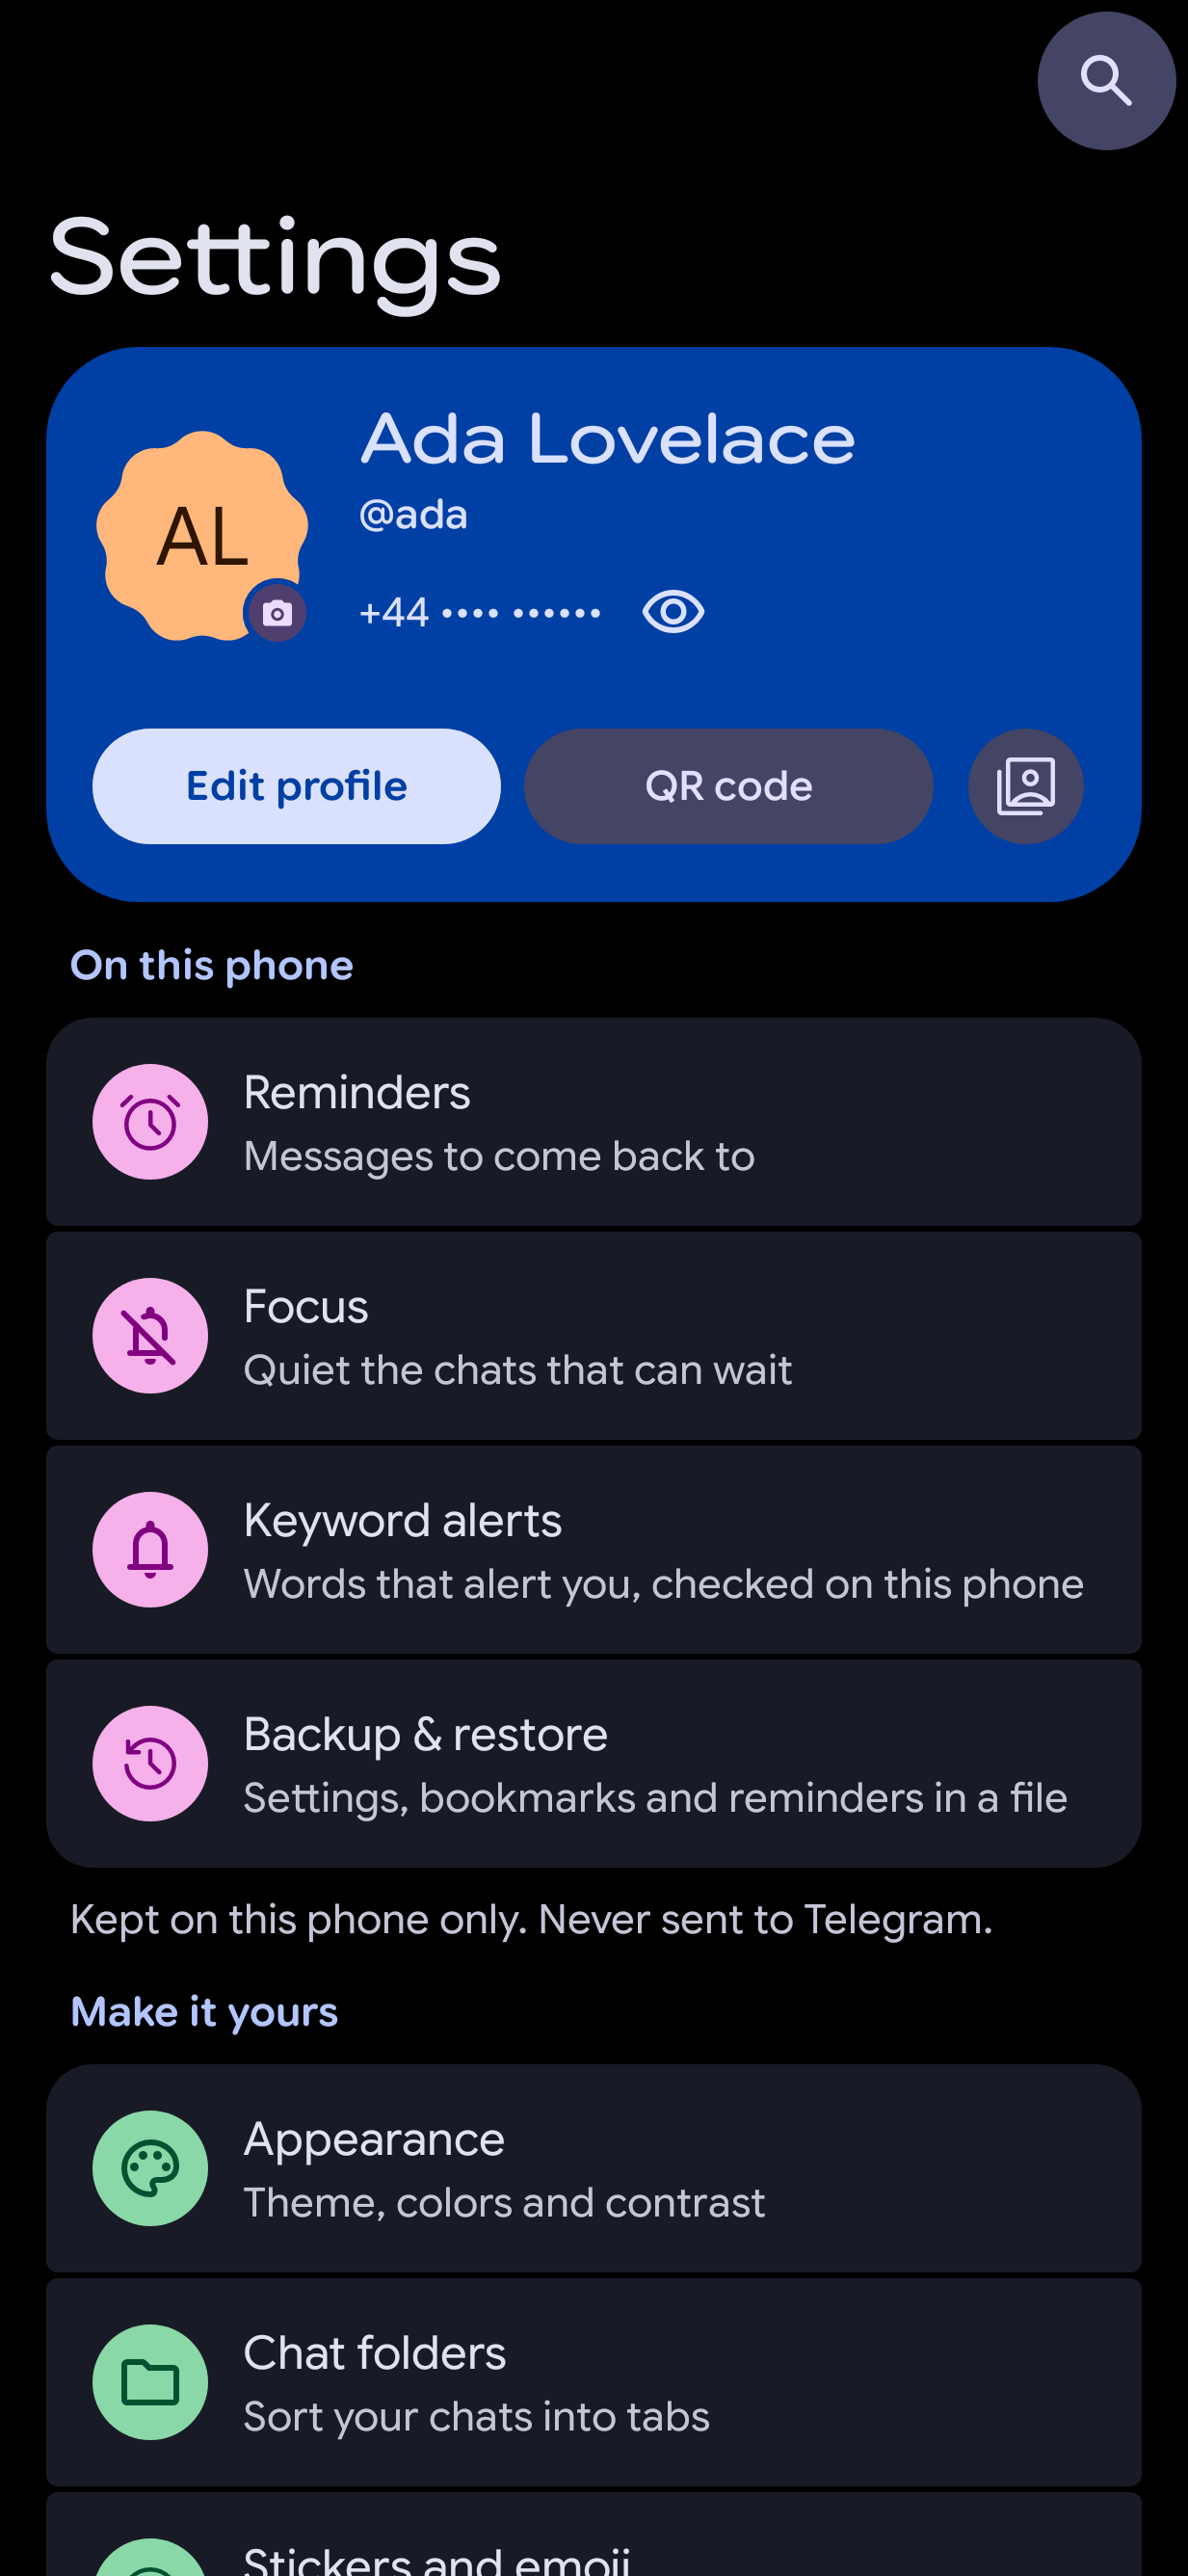 Settings
Ada Lovelace
@ada
AL
+44 •••• ••••••
Edit profile
QR code
On this phone
Reminders
Messages to come back to
Focus
Quiet the chats that can wait
Keyword alerts
Words that alert you, checked on this phone
Backup & restore
Settings, bookmarks and reminders in a file
Kept on this phone only. Never sent to Telegram.
Make it yours
Appearance
Theme, colors and contrast
Chat folders
Sort your chats into tabs
Stickers and emoji